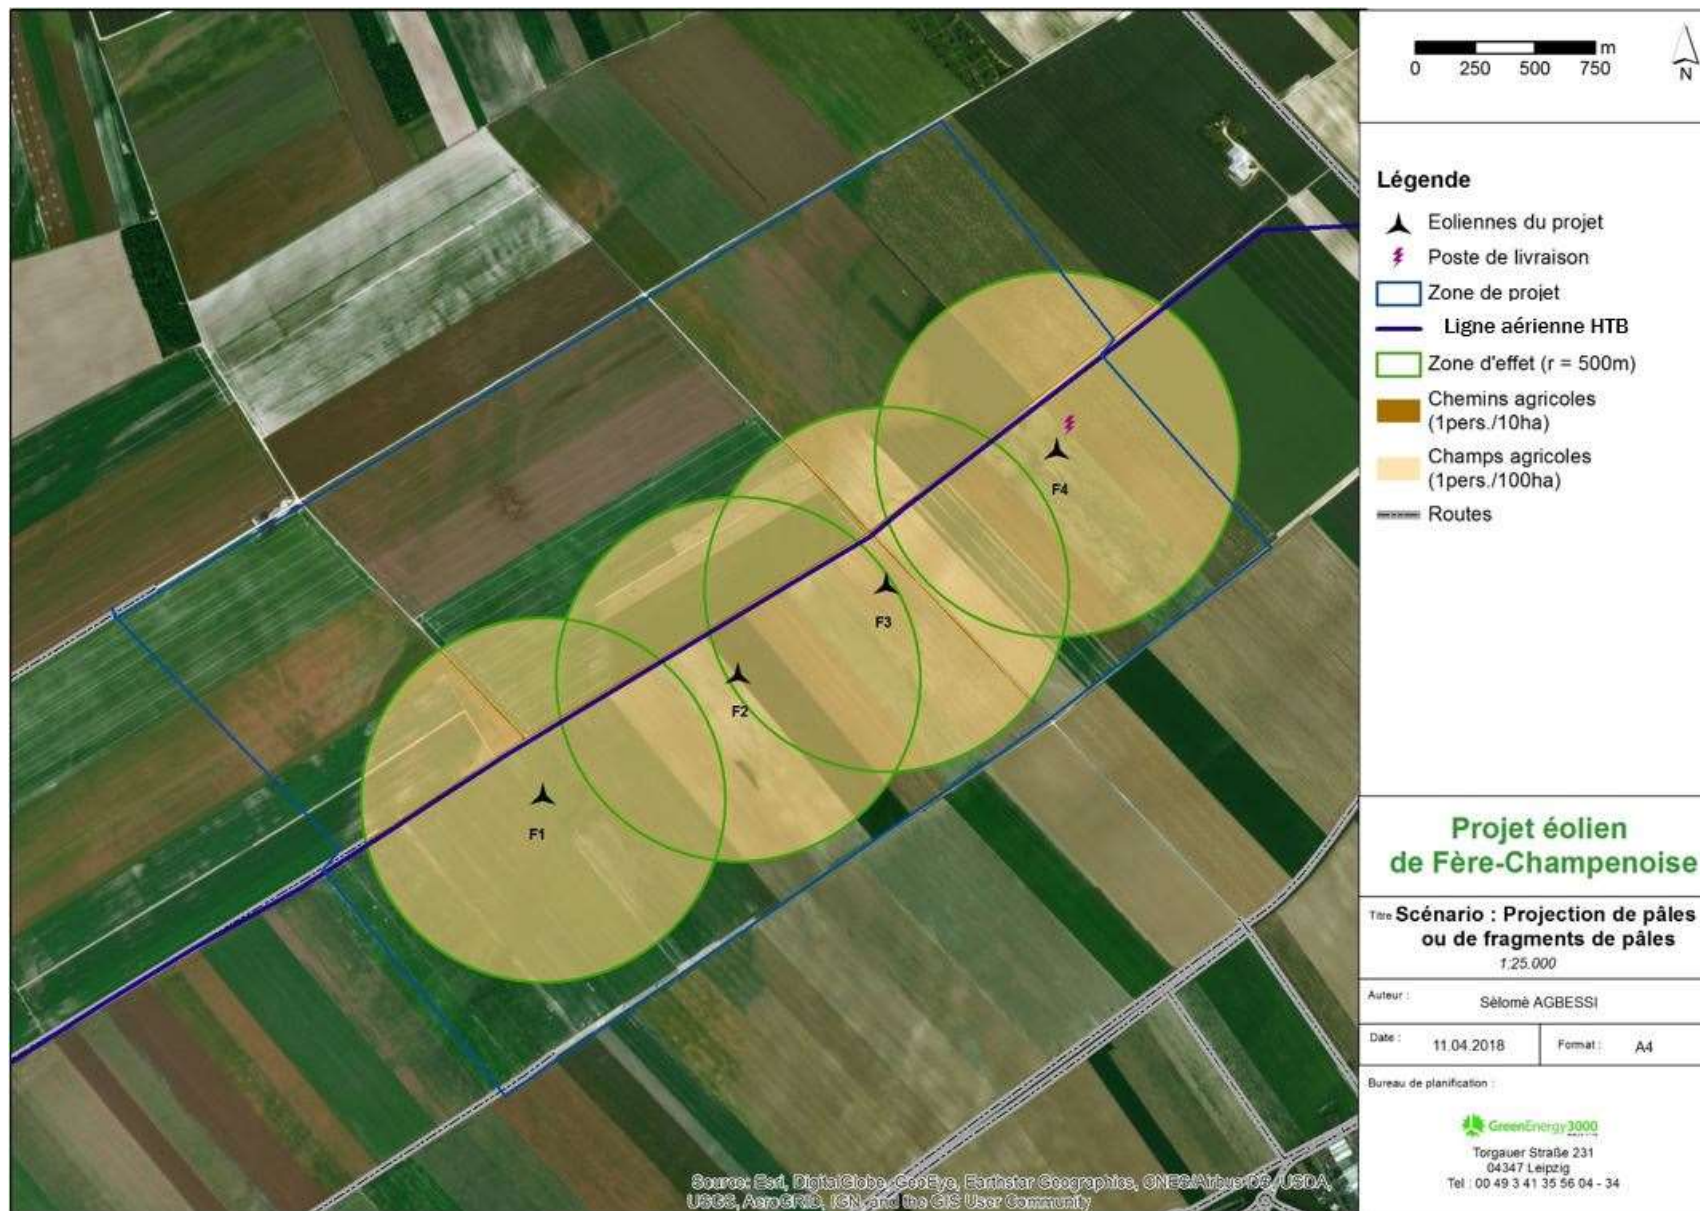 m
0 250 500 750
N
Légende
Eoliennes du projet
Poste de livraison
Zone de projet
Ligne aérienne HTB
Zone d'effet (r = 500m)
Chemins agricoles
(1pers./10ha)
Champs agricoles
(1pers./100ha)
Routes
F4
F3
F2
F1
Projet éolien
de Fère-Champenoise
Titre Scénario : Projection de pâles
ou de fragments de pâles
1:25.000
Auteur : Sèlomè AGBESSI
Date : 11.04.2018 Format : A4
Bureau de planification :
GreenEnergy3000
Torgauer Straße 231
04347 Leipzig
Tel : 00 49 3 41 35 56 04 - 34
Source: Esri, DigitalGlobe, GeoEye, Earthstar Geographics, CNES/Airbus DS, USDA,
USGS, AeroGRID, IGN, and the GIS User Community